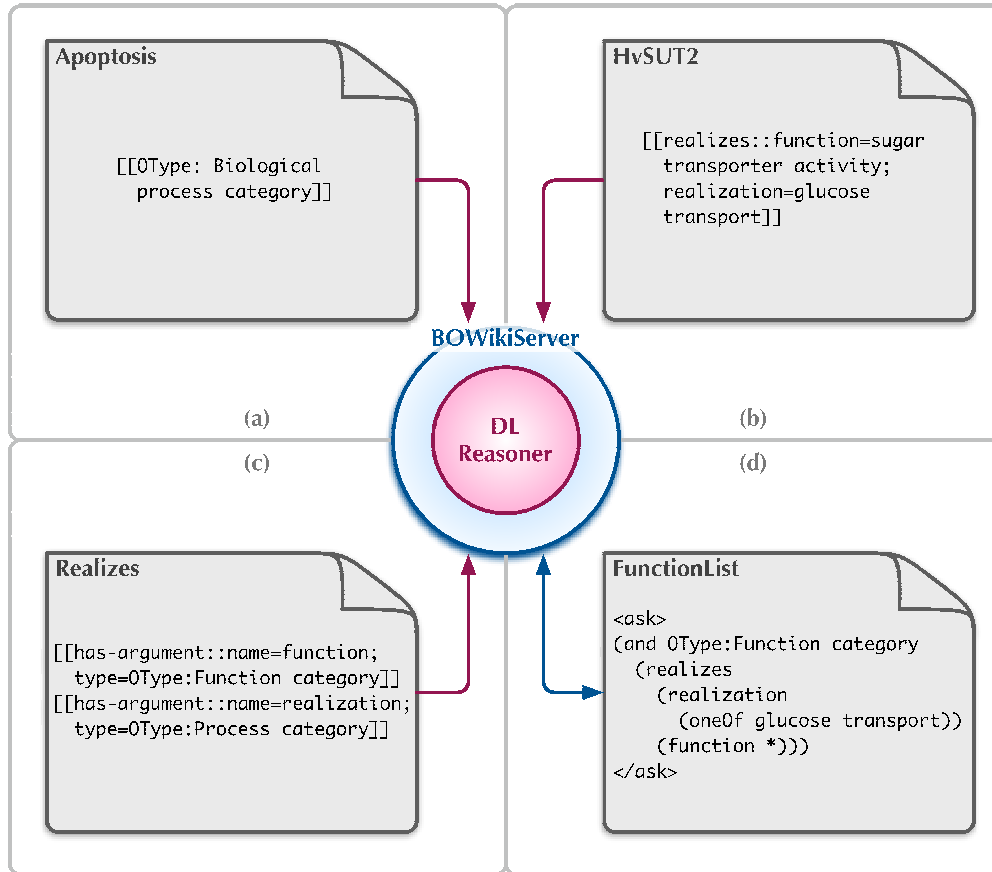 Apoptosis
[[OType: Biological
process category]]
(a)
HvSUT2
[[realizes::function=sugar
transporter activity;
realization=glucose
transport]]
(b)
BOWikiServer
DL
Reasoner
(c)
Realizes
[[has-argument::name=function;
type=OType:Function category]]
[[has-argument::name=realization;
type=OType:Process category]]
(d)
FunctionList
<ask>
(and OType:Function category
(realizes
(realization
(oneOf glucose transport))
(function *)))
</ask>